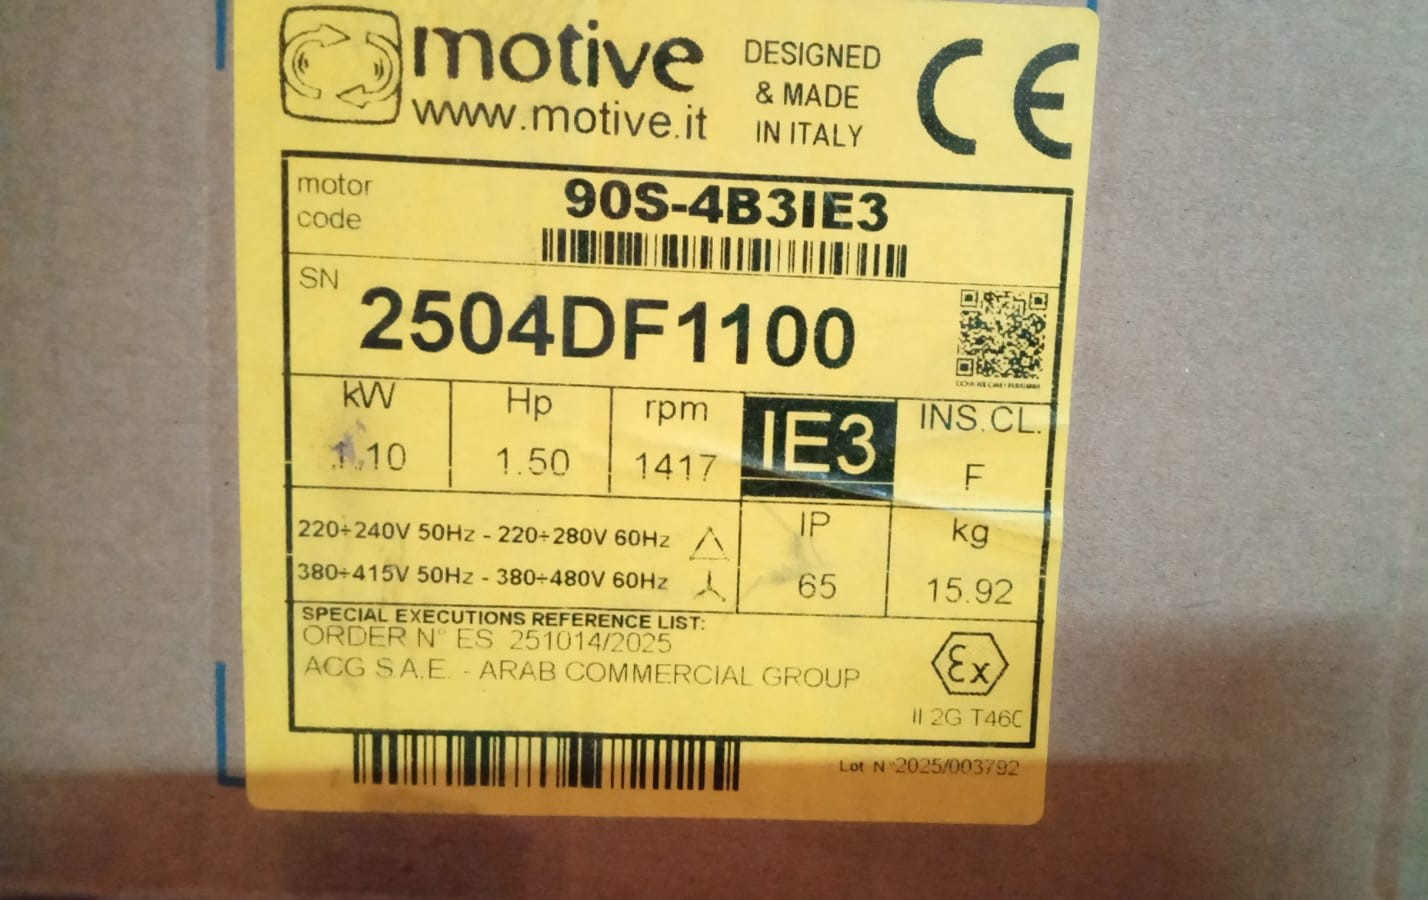 motive
www.motive.it
DESIGNED
& MADE
IN ITALY
CE
motor
code
90S-4B3IE3
SN
2504DF1100
kW
1.10
Hp
1.50
rpm
1417
IE3
INS.CL.
F
220÷240V 50Hz - 220÷280V 60Hz
380÷415V 50Hz - 380÷480V 60Hz
IP
65
kg
15.92
SPECIAL EXECUTIONS REFERENCE LIST:
ORDER N° ES 251014/2025
ACG S.A.E. - ARAB COMMERCIAL GROUP
Ex
II 2G T460
Lot N°2025/003792